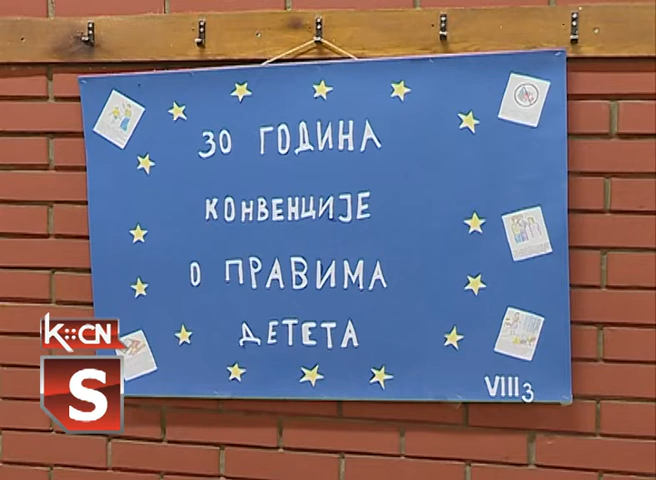 30 ГОДИНА
КОНВЕНЦИЈЕ
О ПРАВИМА
ДЕТЕТА
VIII3
K::CN
S